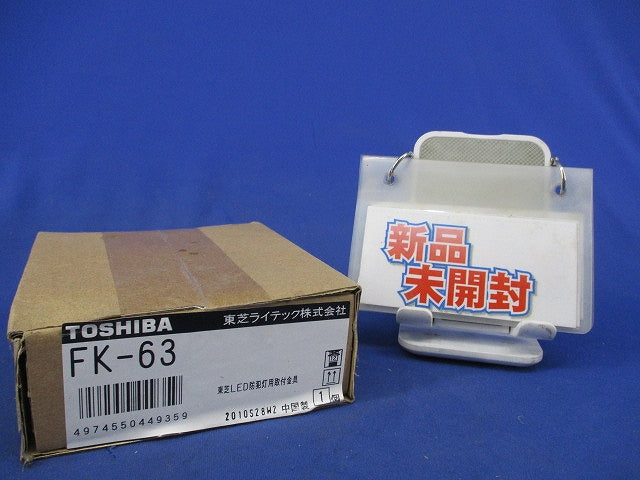 TOSHIBA
東芝ライテック株式会社
FK-63
東芝LED防犯灯用取付金具
4974550449359
2010S28W2 中国製
1個
新品
未開封